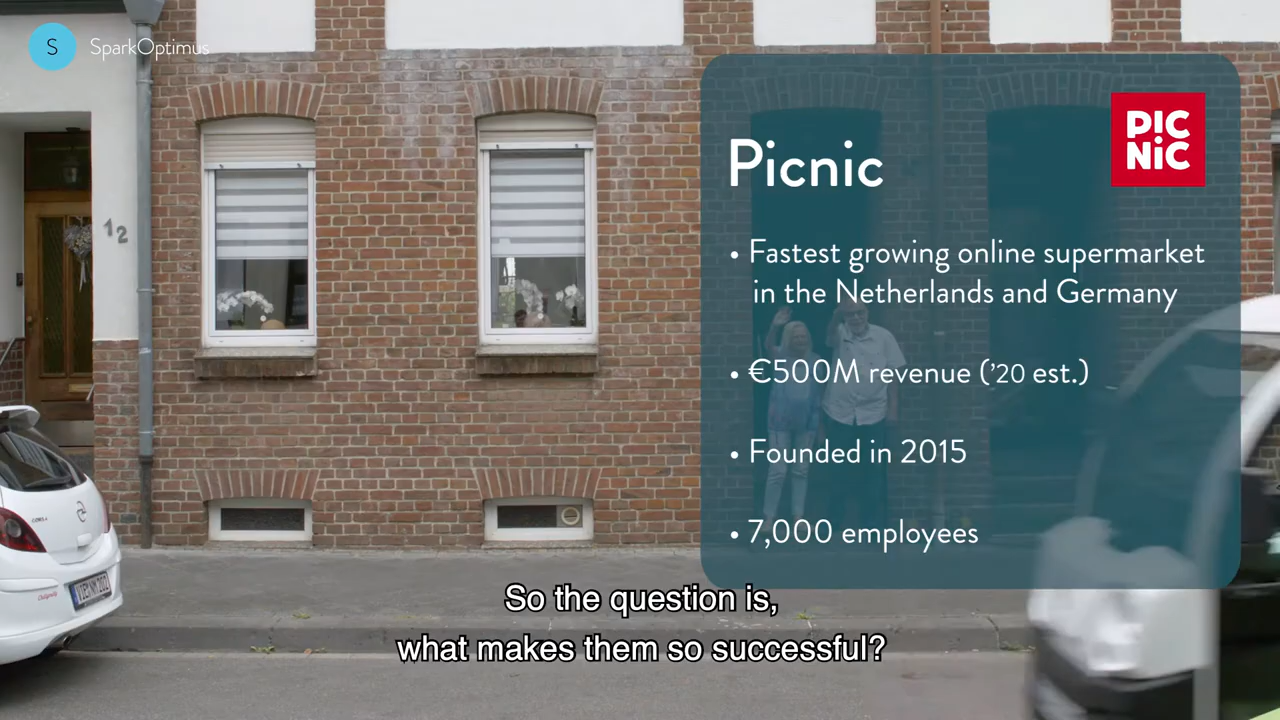 S SparkOptimus
PIC
NiC
Picnic
• Fastest growing online supermarket
in the Netherlands and Germany
• €500M revenue ('20 est.)
• Founded in 2015
• 7,000 employees
12
So the question is,
what makes them so successful?